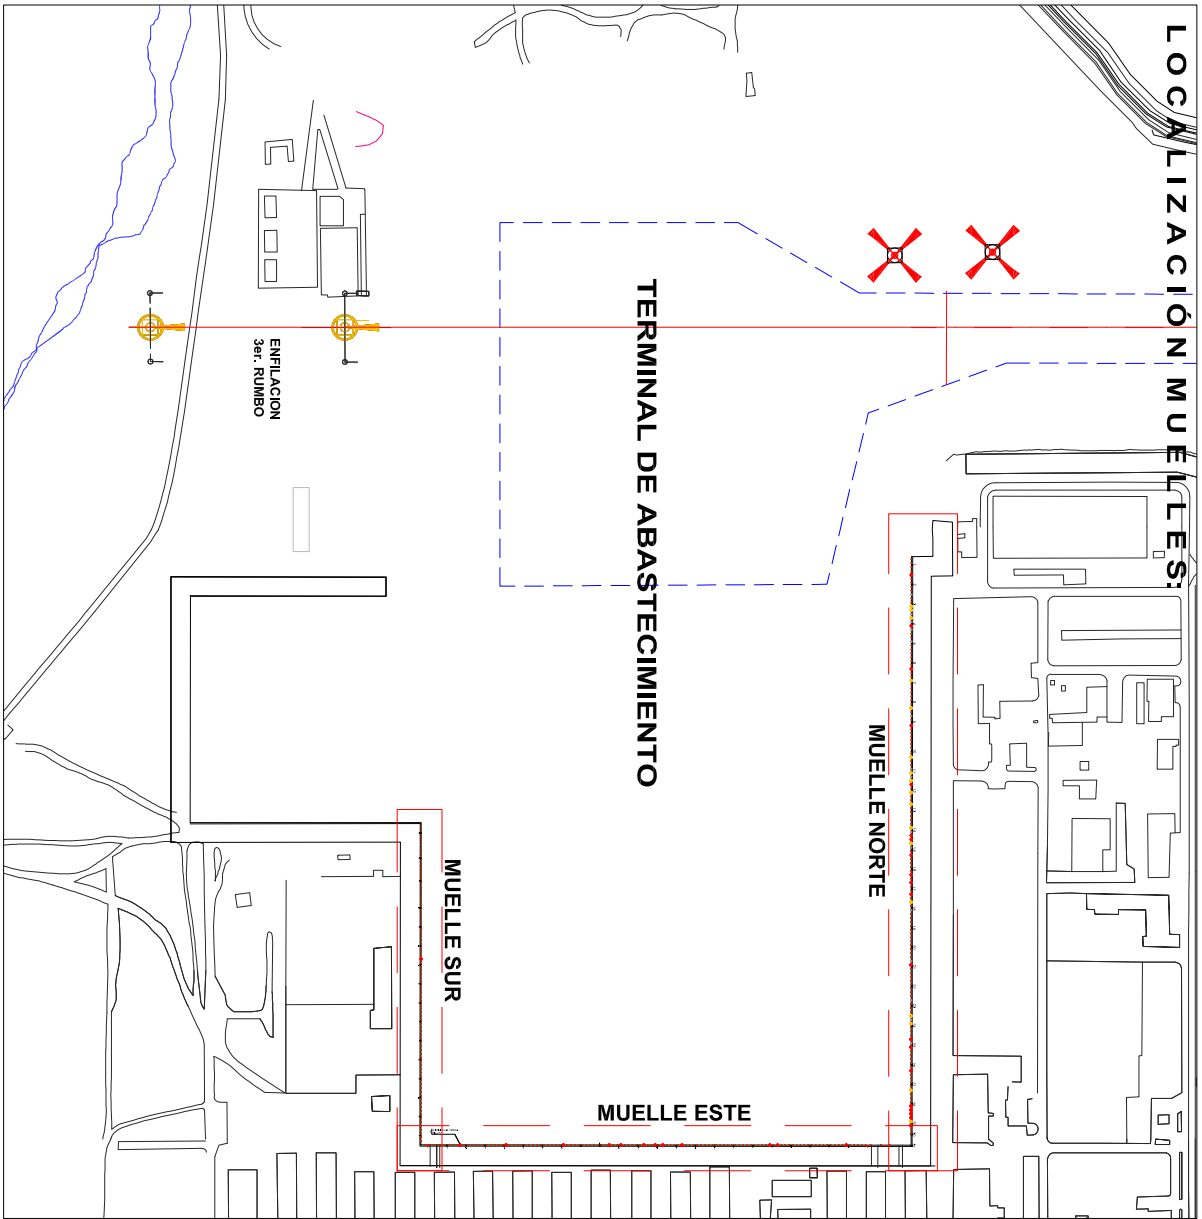 LOCALIZACIÓN MUELLES:
TERMINAL DE ABASTECIMIENTO
ENFILACION
3er. RUMBO
MUELLE NORTE
MUELLE SUR
MUELLE ESTE